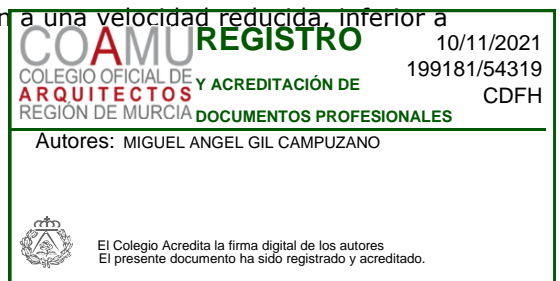 n a una velocidad reducida, inferior a
COAMU
COLEGIO OFICIAL DE
ARQUITECTOS
REGIÓN DE MURCIA
REGISTRO
Y ACREDITACIÓN DE
DOCUMENTOS PROFESIONALES
10/11/2021
199181/54319
CDFH
Autores: MIGUEL ANGEL GIL CAMPUZANO
El Colegio Acredita la firma digital de los autores
El presente documento ha sido registrado y acreditado.